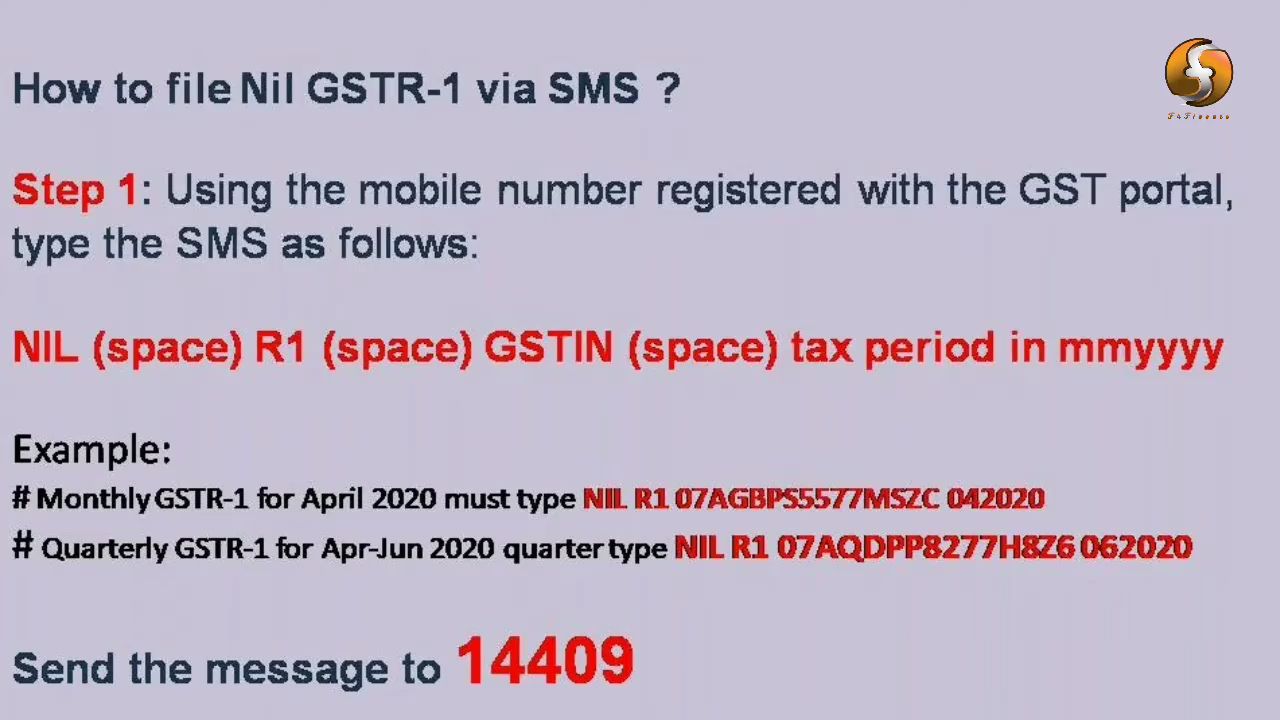 How to file Nil GSTR-1 via SMS ?
Step 1: Using the mobile number registered with the GST portal,
type the SMS as follows:
NIL (space) R1 (space) GSTIN (space) tax period in mmyyyy
Example:
# Monthly GSTR-1 for April 2020 must type NIL R1 07AGBPS5577MSZC 042020
# Quarterly GSTR-1 for Apr-Jun 2020 quarter type NIL R1 07AQDPP8277H8Z6 062020
Send the message to 14409